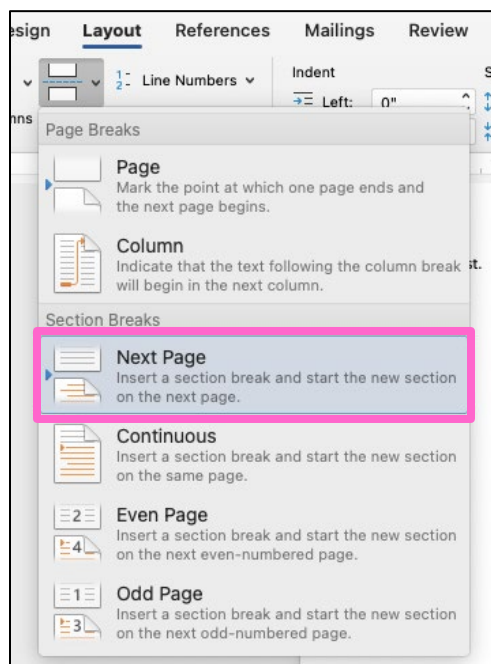 Layout References Mailings Review
Line Numbers Indent
Left: 0"
Page Breaks
Page
Mark the point at which one page ends and
the next page begins.
Column
Indicate that the text following the column break st.
will begin in the next column.
Section Breaks
Next Page
Insert a section break and start the new section
on the next page.
Continuous
Insert a section break and start the new section
on the same page.
2
Even Page
Insert a section break and start the new section
4
on the next even-numbered page.
1
Odd Page
Insert a section break and start the new section
3
on the next odd-numbered page.